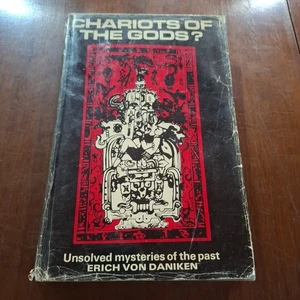 CHARIOTS OF
THE GODS?
Unsolved mysteries of the past
ERICH VON DANIKEN